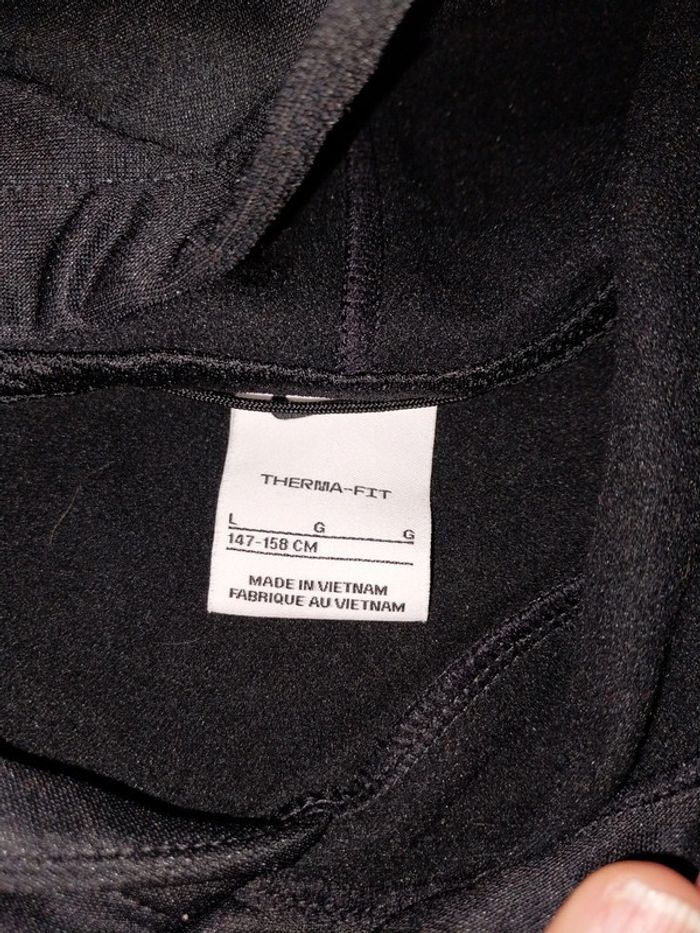 THERMA-FIT
L G G
147-158 CM
MADE IN VIETNAM
FABRIQUE AU VIETNAM